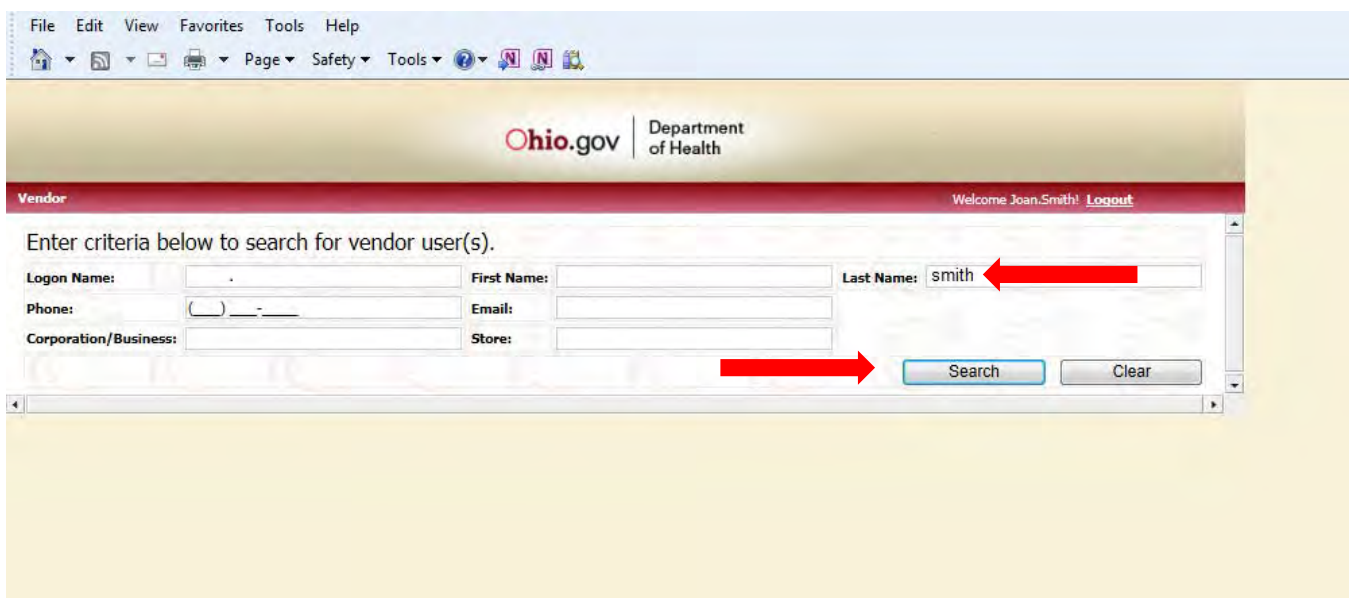 File Edit View Favorites Tools Help
Page Safety Tools
Ohio.gov
Department
of Health
Vendor
Welcome Joan.Smith! Logout
Enter criteria below to search for vendor user(s).
Logon Name: . First Name: Last Name: smith
Phone: (___) ___-____ Email:
Corporation/Business: Store:
Search Clear